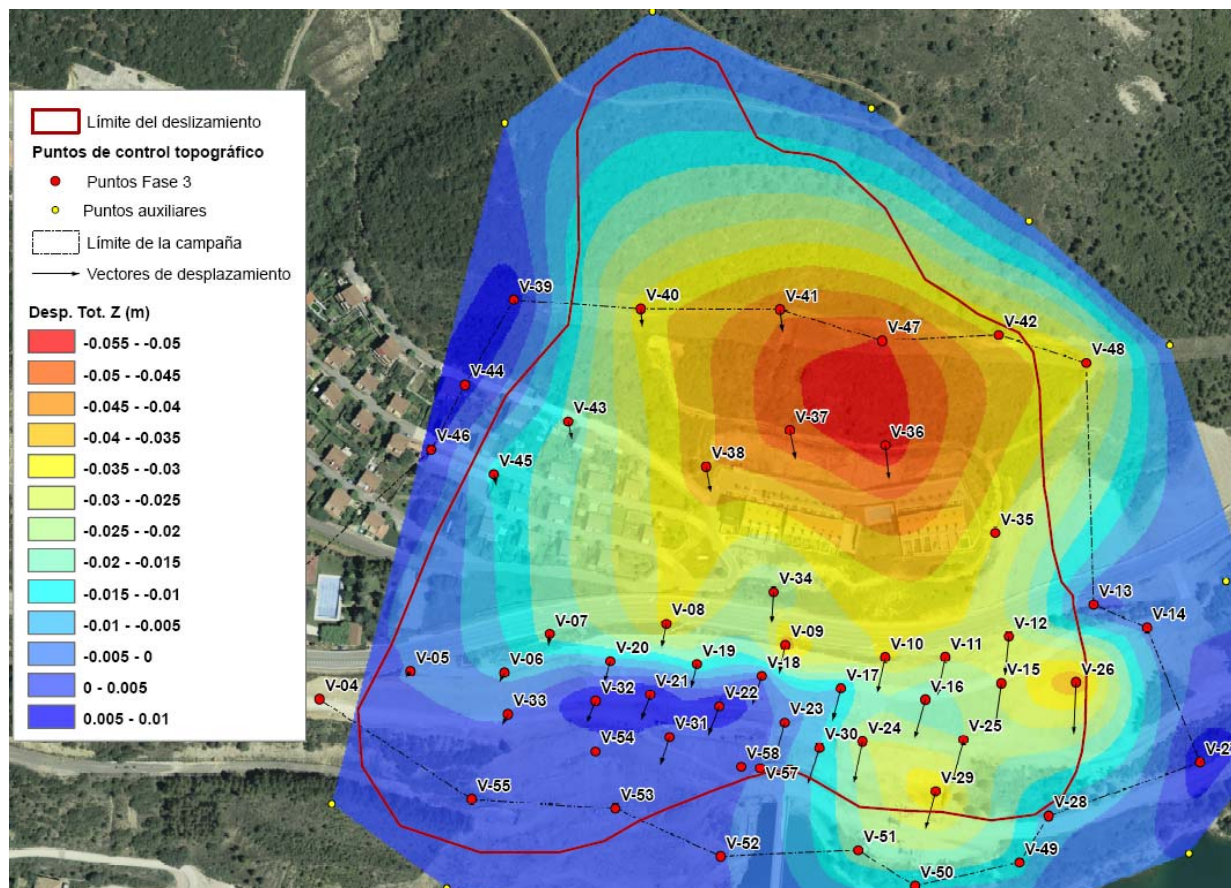 Límite del deslizamiento
Puntos de control topográfico
Puntos Fase 3
Puntos auxiliares
Límite de la campaña
Vectores de desplazamiento
Desp. Tot. Z (m)
-0.055 - -0.05
-0.05 - -0.045
-0.045 - -0.04
-0.04 - -0.035
-0.035 - -0.03
-0.03 - -0.025
-0.025 - -0.02
-0.02 - -0.015
-0.015 - -0.01
-0.01 - -0.005
-0.005 - 0
0 - 0.005
0.005 - 0.01
V-39
V-40
V-41
V-47
V-42
V-48
V-44
V-43
V-37
V-36
V-46
V-45
V-38
V-35
V-34
V-13
V-14
V-08
V-07
V-12
V-09
V-10
V-11
V-05
V-06
V-20
V-19
V-18
V-15
V-26
V-04
V-17
V-33
V-32
V-21
V-22
V-16
V-23
V-31
V-30
V-24
V-25
V-54
V-58
V-57
V-29
V-55
V-53
V-28
V-52
V-51
V-49
V-50